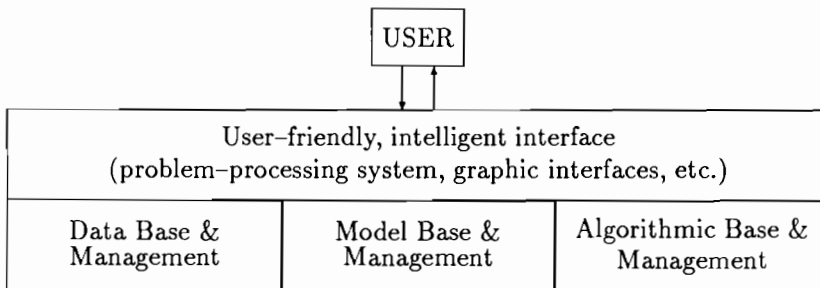 USER
User–friendly, intelligent interface
(problem–processing system, graphic interfaces, etc.)
Data Base &
Management
Model Base &
Management
Algorithmic Base &
Management